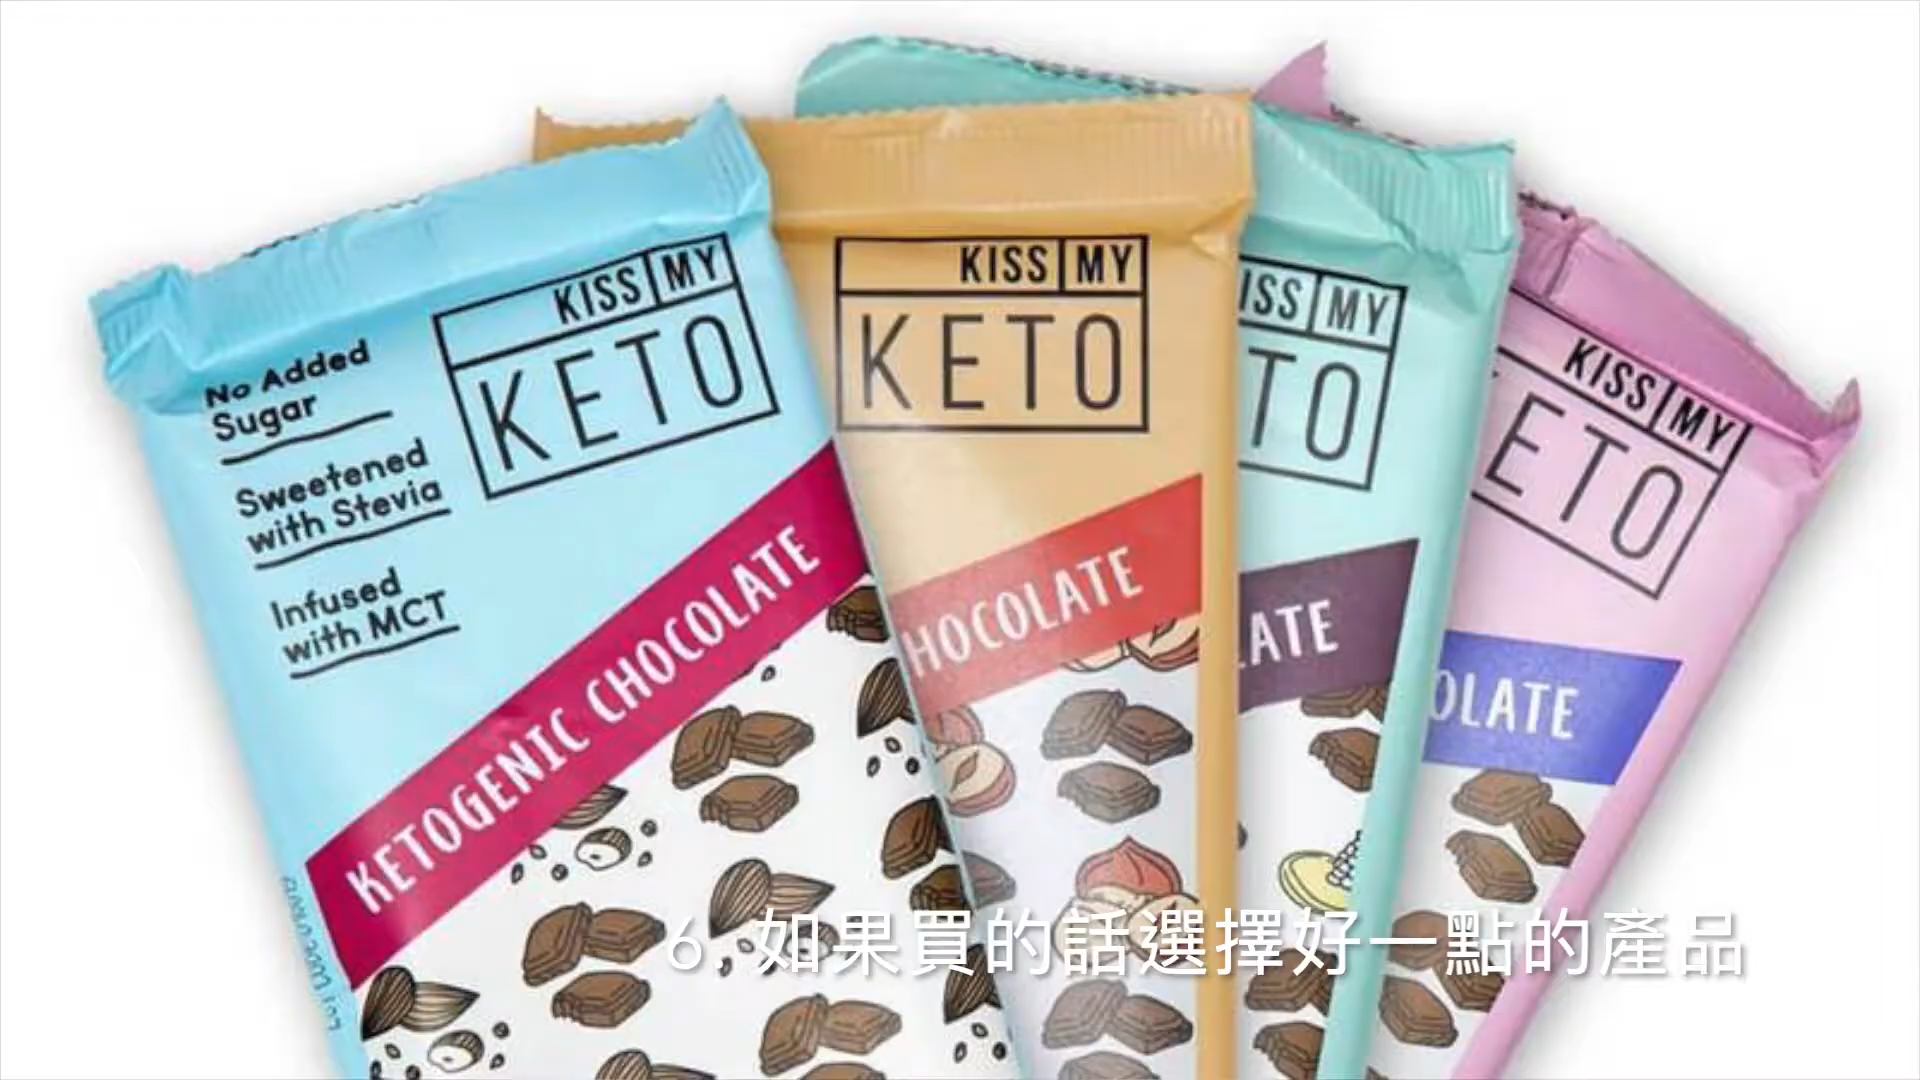 No Added
Sugar
Sweetened
with Stevia
Infused
with MCT
KISS MY
KETO
KETOGENIC CHOCOLATE
KISS MY
KETO
HOCOLATE
ISS MY
TO
LATE
KISS MY
ETO
OLATE
6. 如果買的話選擇好一點的產品